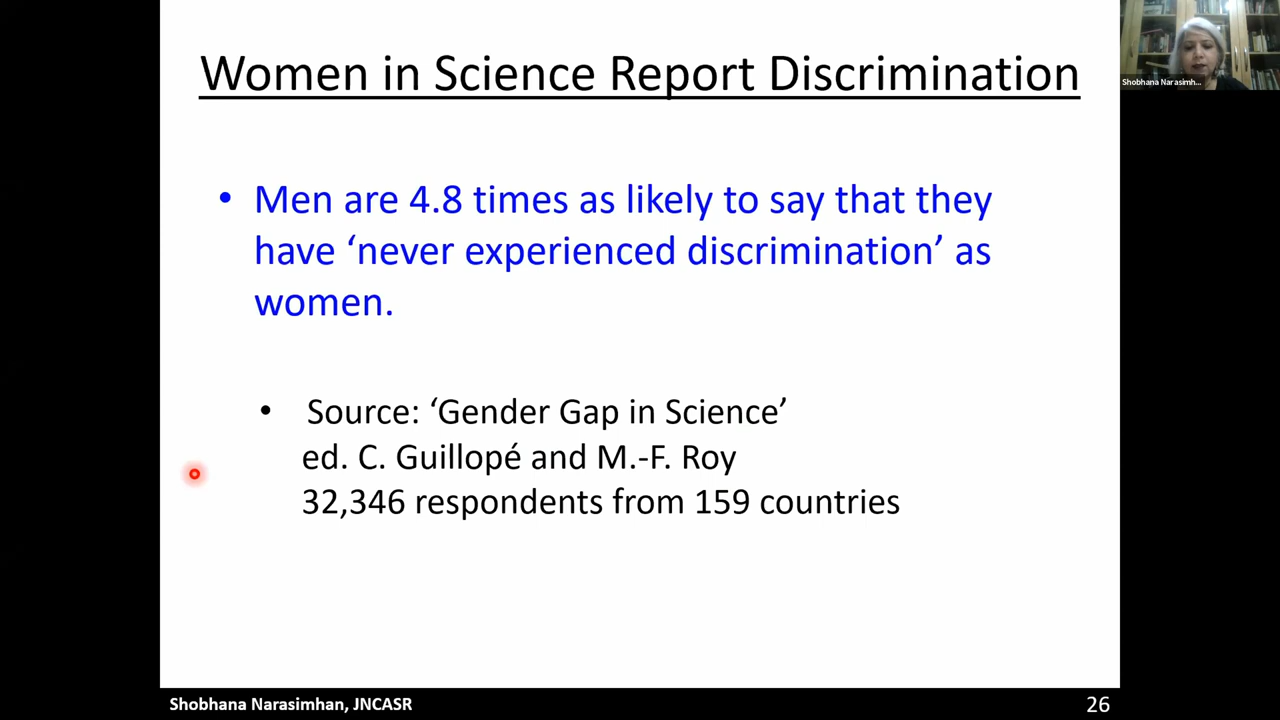 Women in Science Report Discrimination
Shobhana Narasimh...
• Men are 4.8 times as likely to say that they
have ‘never experienced discrimination’ as
women.
• Source: ‘Gender Gap in Science’
ed. C. Guillopé and M.-F. Roy
32,346 respondents from 159 countries
Shobhana Narasimhan, JNCASR
26